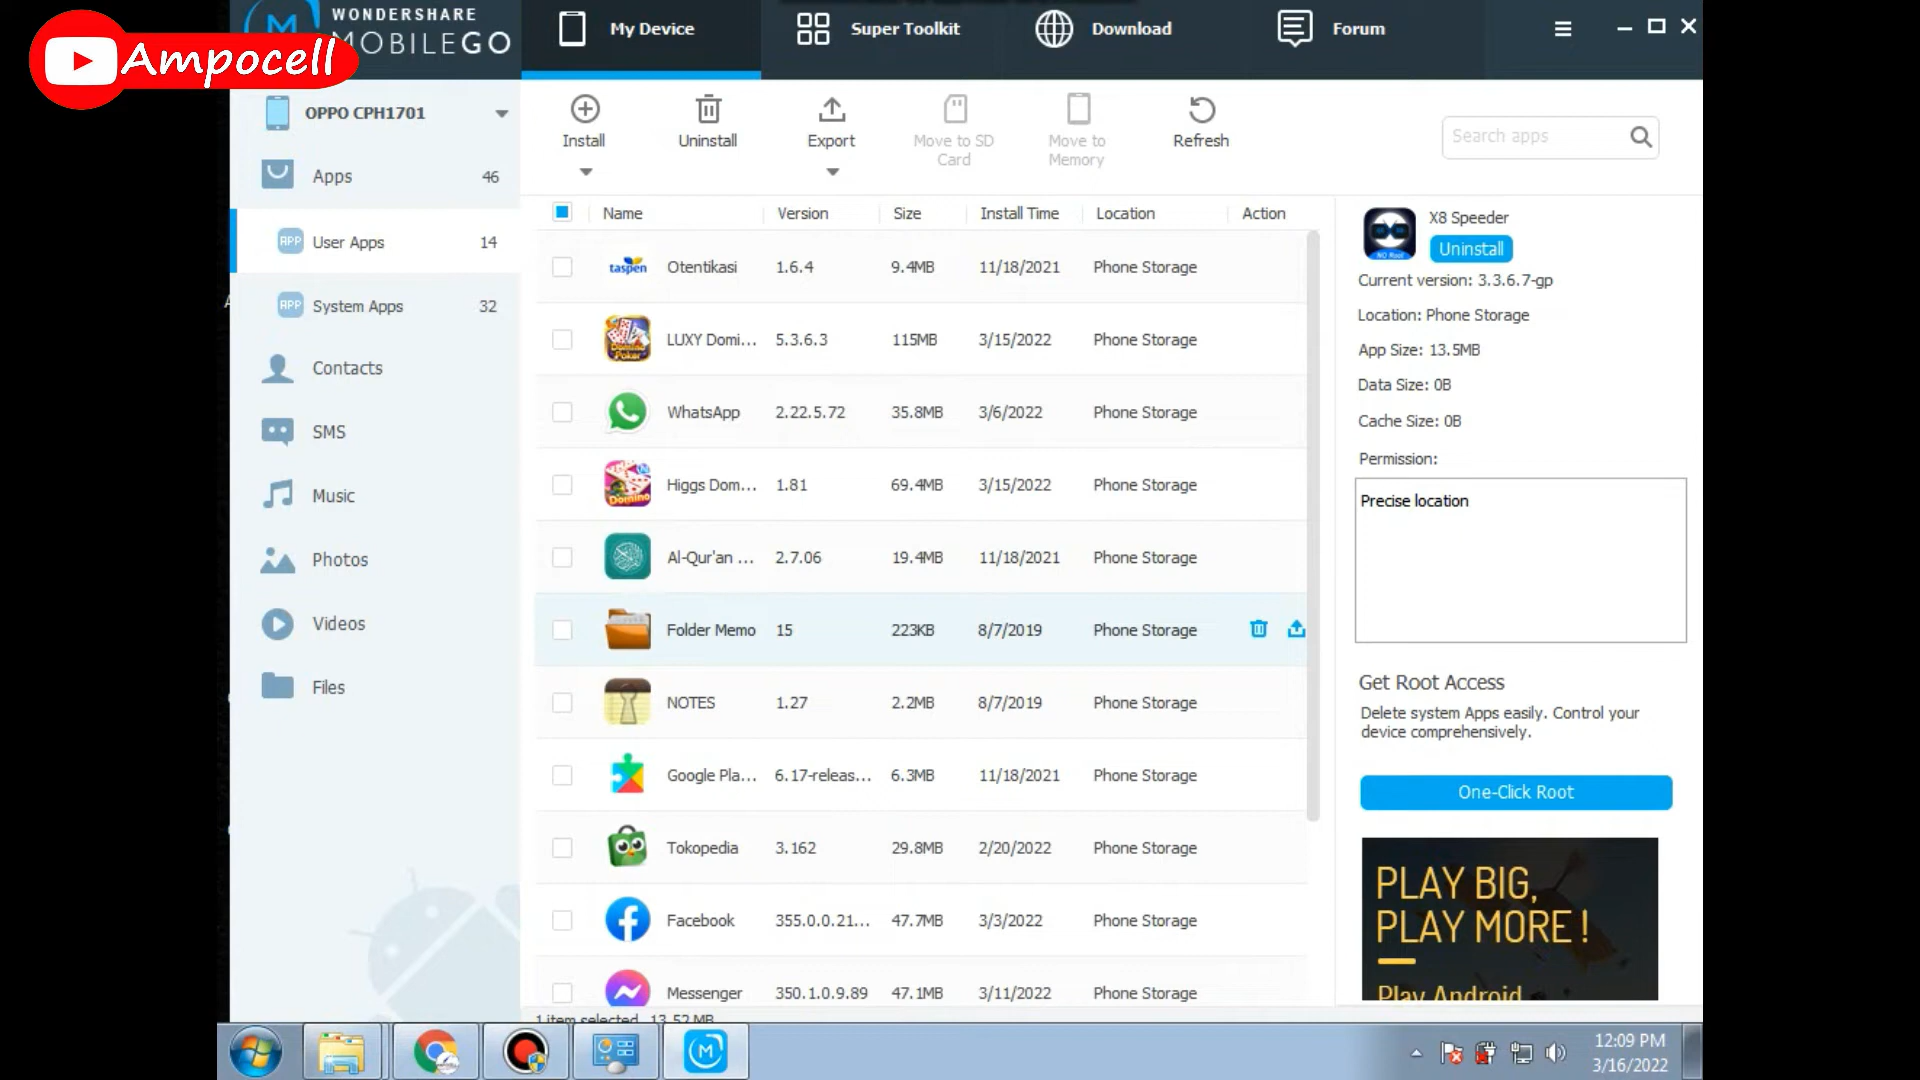 WONDERSHARE
MOBILEGO
My Device
Super Toolkit
Download
Forum
Ampocell
OPPO CPH1701
Apps 46
User Apps 14
System Apps 32
Contacts
SMS
Music
Photos
Videos
Files
Install
Uninstall
Export
Move to SD
Card
Move to
Memory
Refresh
Search apps
Name Version Size Install Time Location Action
taspen Otentikasi 1.6.4 9.4MB 11/18/2021 Phone Storage
Domino Poker LUXY Domi... 5.3.6.3 115MB 3/15/2022 Phone Storage
WhatsApp 2.22.5.72 35.8MB 3/6/2022 Phone Storage
Domino Higgs Dom... 1.81 69.4MB 3/15/2022 Phone Storage
Al-Qur'an ... 2.7.06 19.4MB 11/18/2021 Phone Storage
Folder Memo 15 223KB 8/7/2019 Phone Storage
NOTES 1.27 2.2MB 8/7/2019 Phone Storage
Google Pla... 6.17-releas... 6.3MB 11/18/2021 Phone Storage
Tokopedia 3.162 29.8MB 2/20/2022 Phone Storage
Facebook 355.0.0.21... 47.7MB 3/3/2022 Phone Storage
Messenger 350.1.0.9.89 47.1MB 3/11/2022 Phone Storage
1 item selected, 13.52 MB
NO Root
X8 Speeder
Uninstall
Current version: 3.3.6.7-gp
Location: Phone Storage
App Size: 13.5MB
Data Size: 0B
Cache Size: 0B
Permission:
Precise location
Get Root Access
Delete system Apps easily. Control your
device comprehensively.
One-Click Root
PLAY BIG,
PLAY MORE !
Play Android
12:09 PM
3/16/2022